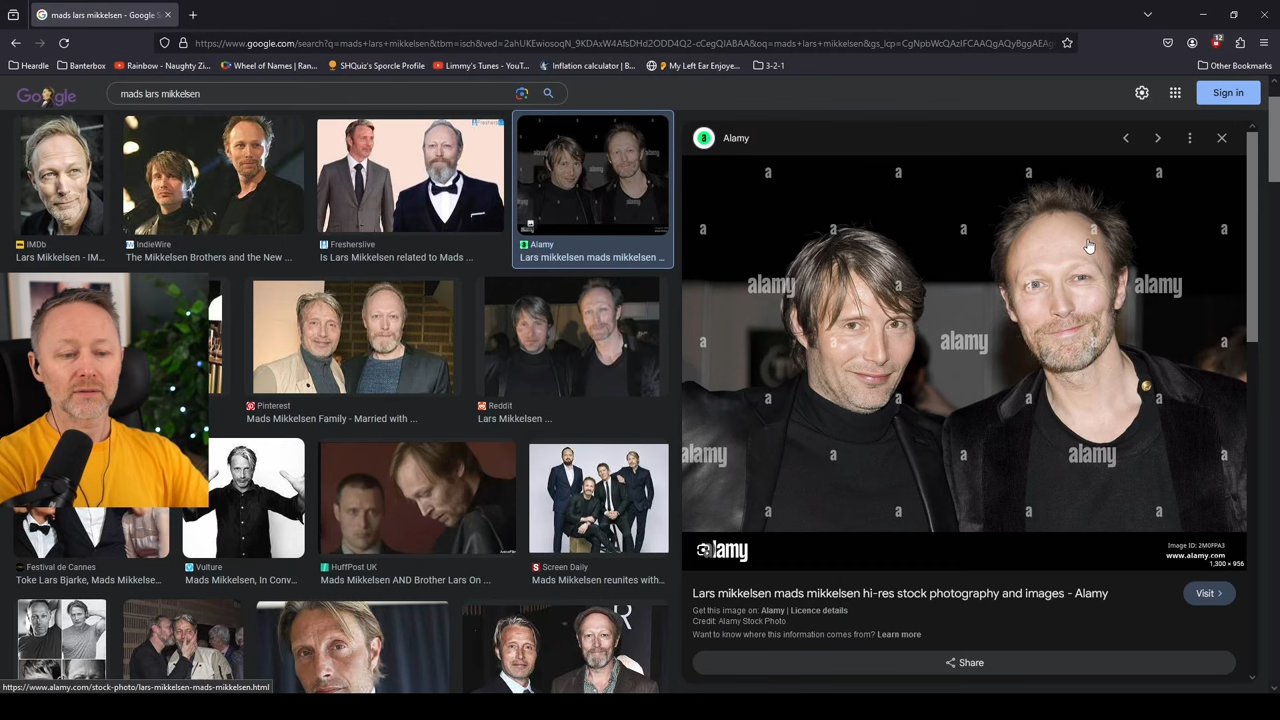 mads lars mikkelsen - Google S
https://www.google.com/search?q=mads+lars+mikkelsen&tbm=isch&ved=2ahUKEwiosoqN_9KDAxW4AfsDHd2ODD4Q2-cCegQIABAA&oq=mads+lars+mikkelsen&gs_lcp=CgNpbWcQAzIFCAAQgAQyBggAEAg
12
Heardle
Banterbox
Rainbow - Naughty Zi...
Wheel of Names | Ran...
SHQuiz's Sporcle Profile
Limmy's Tunes - YouT...
Inflation calculator | B...
My Left Ear Enjoye...
3-2-1
Other Bookmarks
Google
mads lars mikkelsen
Sign in
IMDb
Lars Mikkelsen - IM...
IndieWire
The Mikkelsen Brothers and the New ...
Fresherslive
Is Lars Mikkelsen related to Mads ...
Alamy
Lars mikkelsen mads mikkelsen ...
Pinterest
Mads Mikkelsen Family - Married with ...
Reddit
Lars Mikkelsen ...
Festival de Cannes
Toke Lars Bjarke, Mads Mikkelse...
Vulture
Mads Mikkelsen, In Conv...
HuffPost UK
Mads Mikkelsen AND Brother Lars On ...
Screen Daily
Mads Mikkelsen reunites with...
https://www.alamy.com/stock-photo/lars-mikkelsen-mads-mikkelsen.html
a Alamy
a a a a
a a a a
alamy alamy
a a a a
alamy
a a a a
alamy alamy
a a
a a a a
alamy
Image ID: 2M0FPA3
www.alamy.com
1,300 × 956
Lars mikkelsen mads mikkelsen hi-res stock photography and images - Alamy
Visit >
Get this image on: Alamy | Licence details
Credit: Alamy Stock Photo
Want to know where this information comes from? Learn more
Share